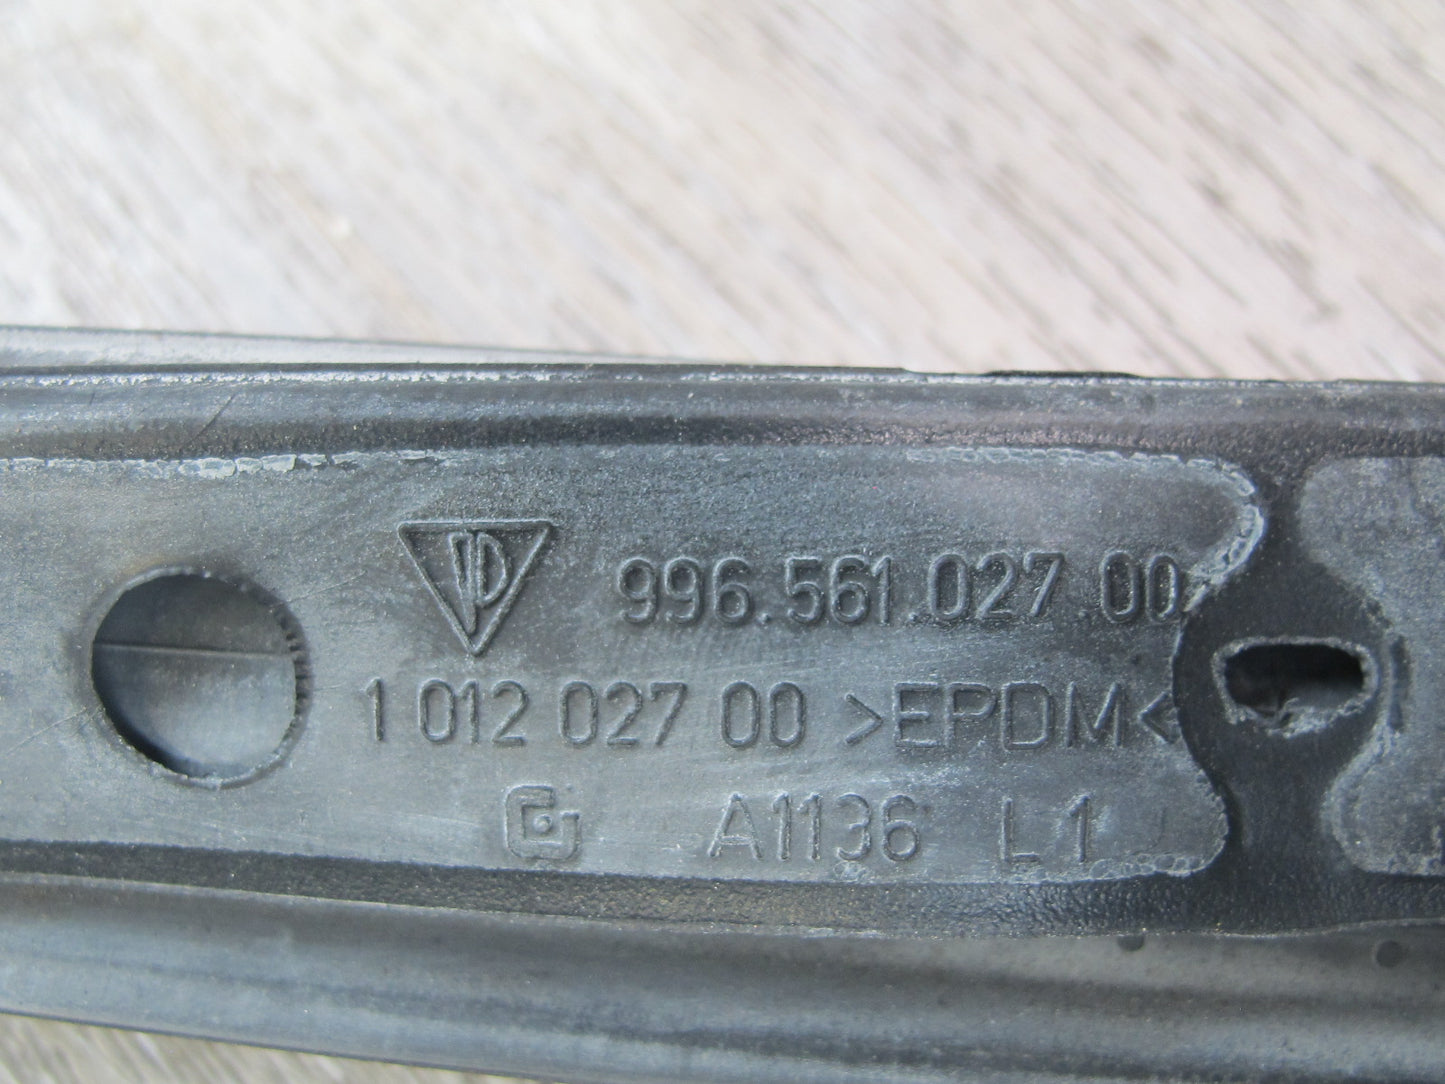 996.561.027.00
1 012 027 00 >EPDM<
A1136 L1